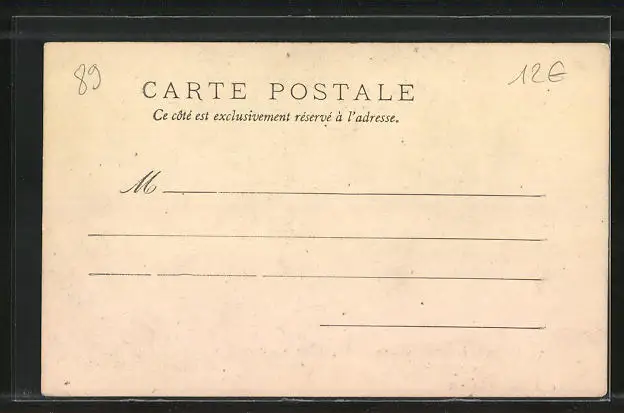 89
12€
CARTE POSTALE
Ce côté est exclusivement réservé à l'adresse.
M